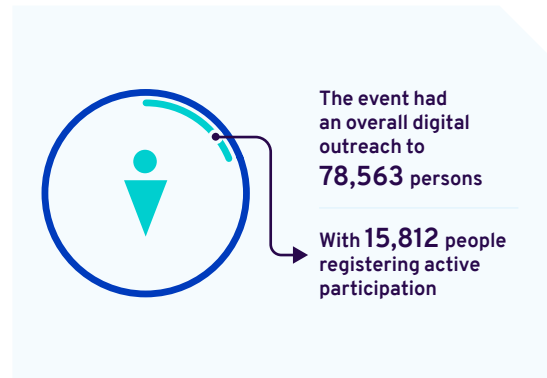 The event had
an overall digital
outreach to
78,563 persons
With 15,812 people
registering active
participation